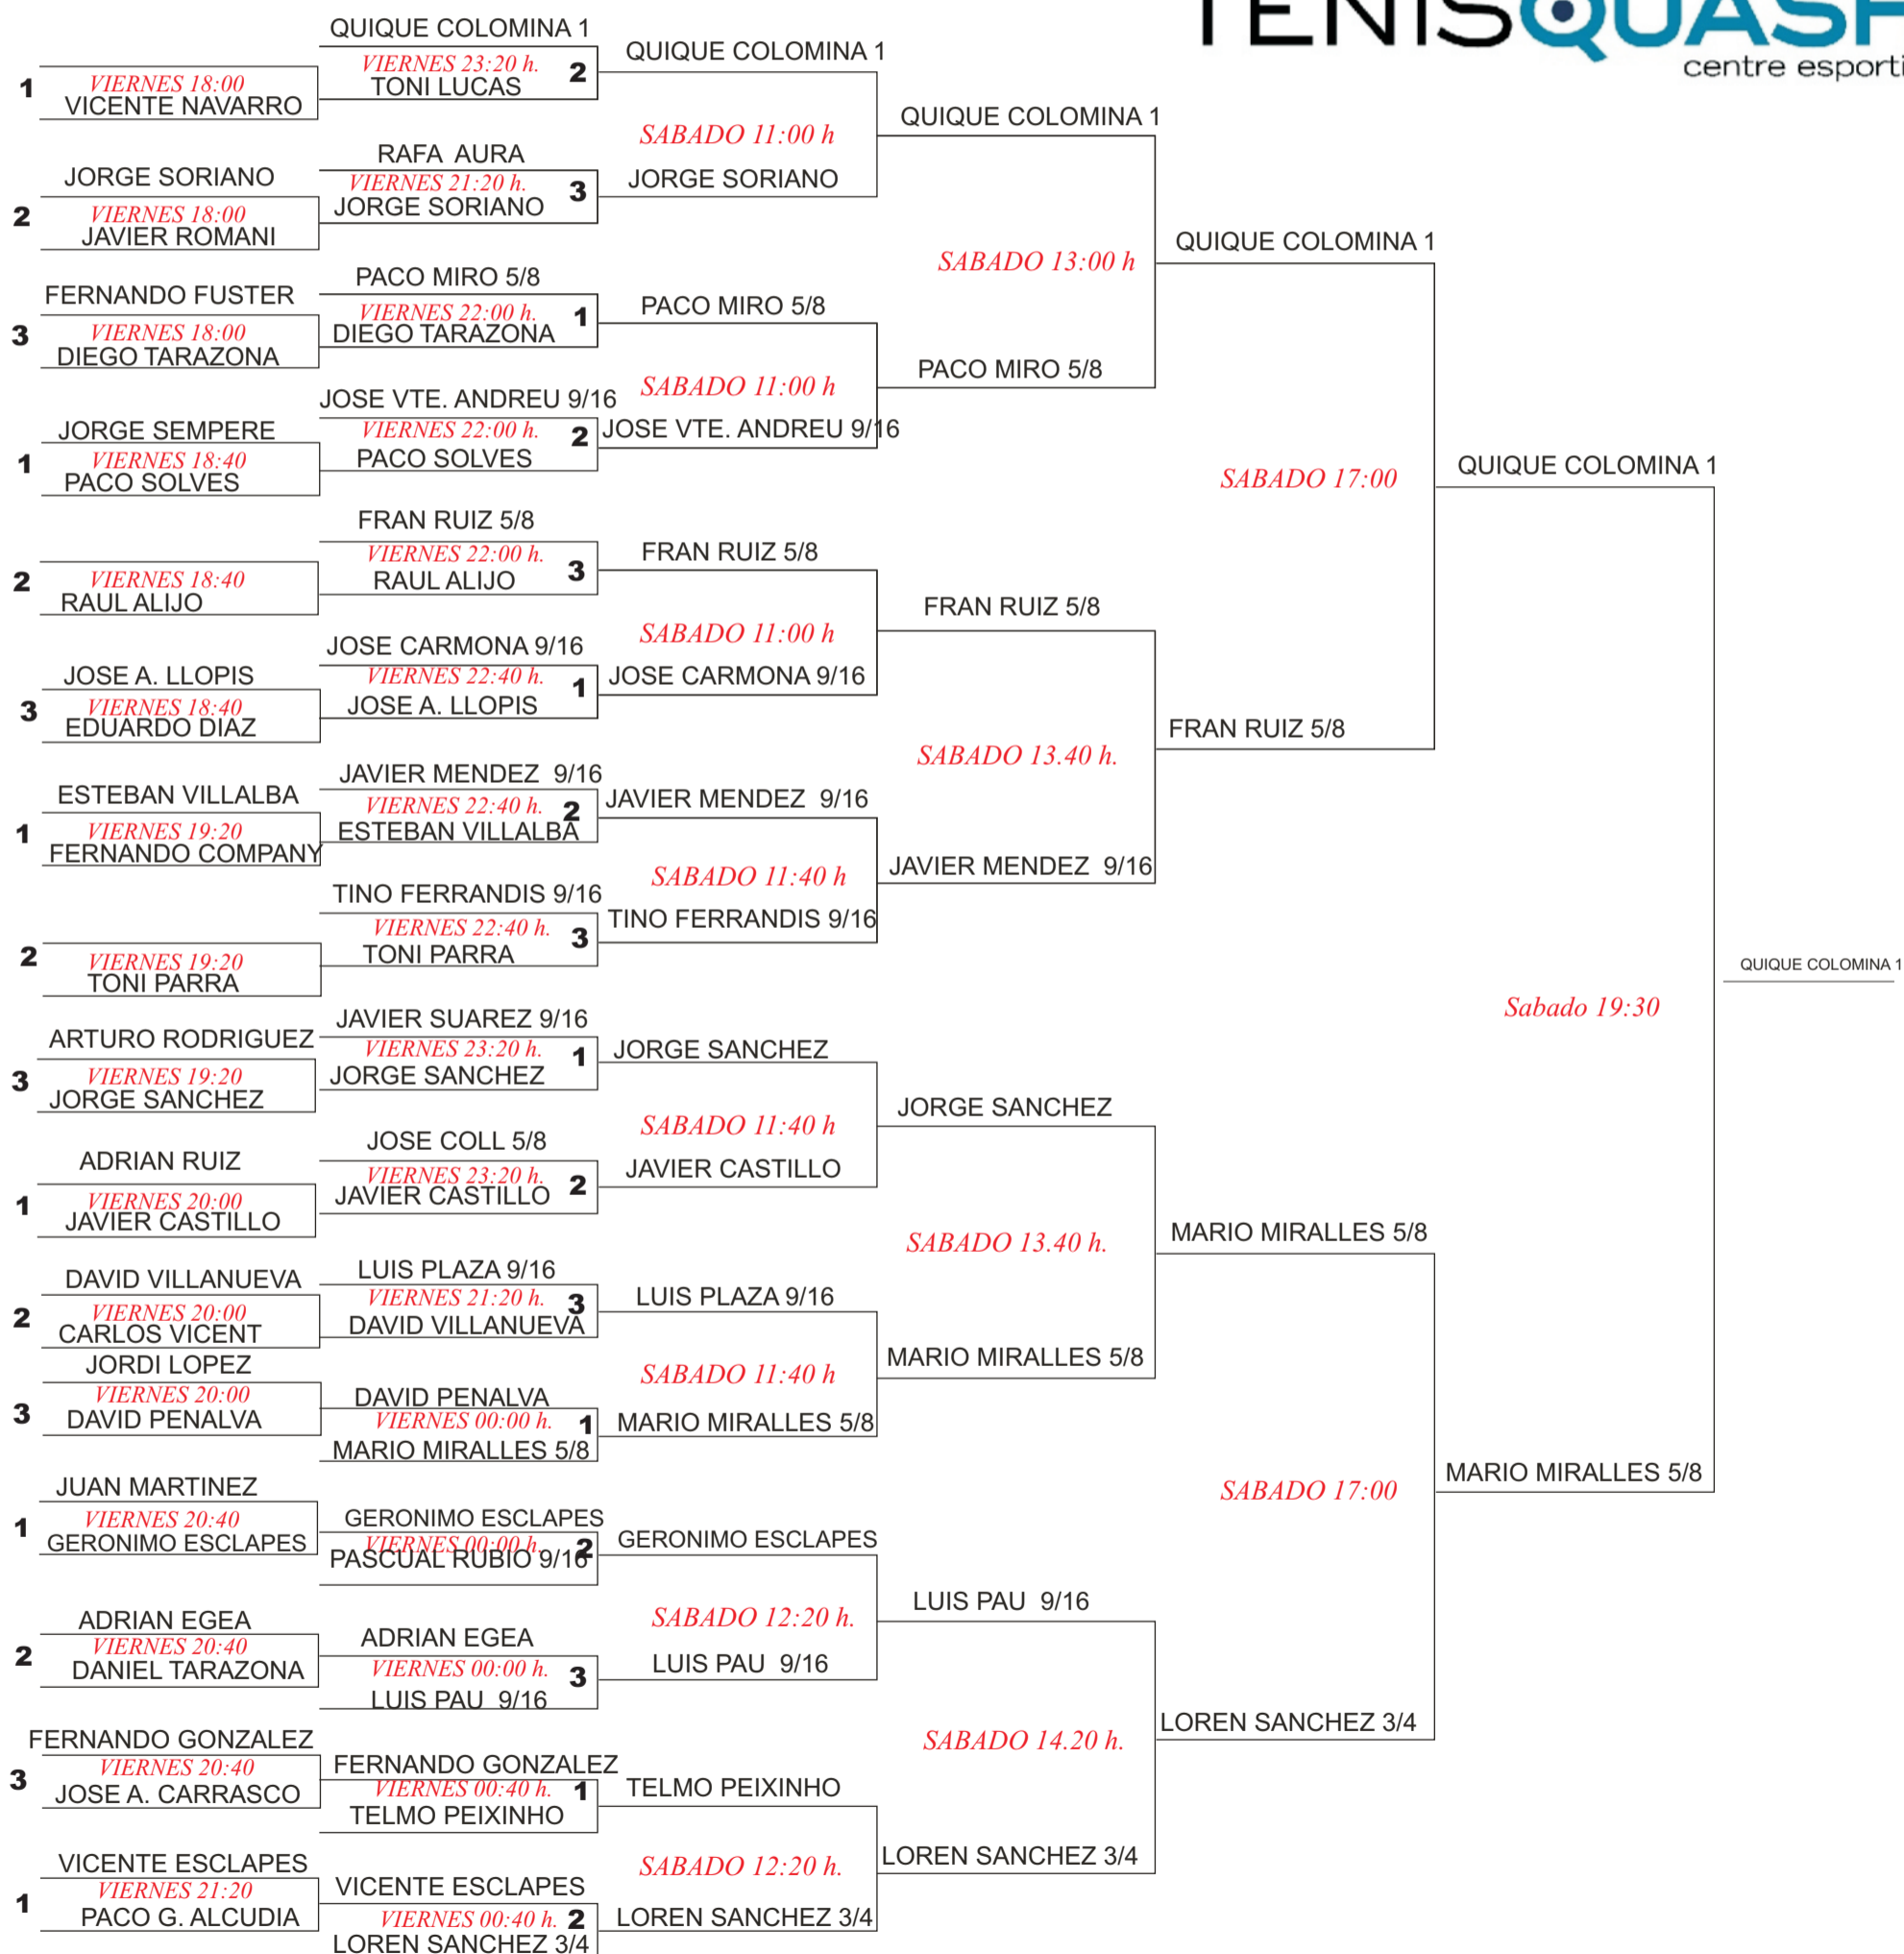 TENISQUASH
centre esporti
1
VIERNES 18:00
VICENTE NAVARRO
2
JORGE SORIANO
VIERNES 18:00
JAVIER ROMANI
3
FERNANDO FUSTER
VIERNES 18:00
DIEGO TARAZONA
1
JORGE SEMPERE
VIERNES 18:40
PACO SOLVES
2
VIERNES 18:40
RAUL ALIJO
3
JOSE A. LLOPIS
VIERNES 18:40
EDUARDO DIAZ
1
ESTEBAN VILLALBA
VIERNES 19:20
FERNANDO COMPANY
2
VIERNES 19:20
TONI PARRA
3
ARTURO RODRIGUEZ
VIERNES 19:20
JORGE SANCHEZ
1
ADRIAN RUIZ
VIERNES 20:00
JAVIER CASTILLO
2
DAVID VILLANUEVA
VIERNES 20:00
CARLOS VICENT
3
JORDI LOPEZ
VIERNES 20:00
DAVID PENALVA
1
JUAN MARTINEZ
VIERNES 20:40
GERONIMO ESCLAPES
2
ADRIAN EGEA
VIERNES 20:40
DANIEL TARAZONA
3
FERNANDO GONZALEZ
VIERNES 20:40
JOSE A. CARRASCO
1
VICENTE ESCLAPES
VIERNES 21:20
PACO G. ALCUDIA
QUIQUE COLOMINA 1
VIERNES 23:20 h. 2
TONI LUCAS
RAFA AURA
VIERNES 21:20 h. 3
JORGE SORIANO
PACO MIRO 5/8
VIERNES 22:00 h. 1
DIEGO TARAZONA
JOSE VTE. ANDREU 9/16
VIERNES 22:00 h. 2
PACO SOLVES
FRAN RUIZ 5/8
VIERNES 22:00 h. 3
RAUL ALIJO
JOSE CARMONA 9/16
VIERNES 22:40 h. 1
JOSE A. LLOPIS
JAVIER MENDEZ 9/16
VIERNES 22:40 h. 2
ESTEBAN VILLALBA
TINO FERRANDIS 9/16
VIERNES 22:40 h. 3
TONI PARRA
JAVIER SUAREZ 9/16
VIERNES 23:20 h. 1
JORGE SANCHEZ
JOSE COLL 5/8
VIERNES 23:20 h. 2
JAVIER CASTILLO
LUIS PLAZA 9/16
VIERNES 21:20 h. 3
DAVID VILLANUEVA
DAVID PENALVA
VIERNES 00:00 h. 1
MARIO MIRALLES 5/8
GERONIMO ESCLAPES
VIERNES 00:00 h. 2
PASCUAL RUBIO 9/16
ADRIAN EGEA
VIERNES 00:00 h. 3
LUIS PAU 9/16
FERNANDO GONZALEZ
VIERNES 00:40 h. 1
TELMO PEIXINHO
VICENTE ESCLAPES
VIERNES 00:40 h. 2
LOREN SANCHEZ 3/4
QUIQUE COLOMINA 1
SABADO 11:00 h
JORGE SORIANO
PACO MIRO 5/8
SABADO 11:00 h
JOSE VTE. ANDREU 9/16
FRAN RUIZ 5/8
SABADO 11:00 h
JOSE CARMONA 9/16
JAVIER MENDEZ 9/16
SABADO 11:40 h
TINO FERRANDIS 9/16
JORGE SANCHEZ
SABADO 11:40 h
JAVIER CASTILLO
LUIS PLAZA 9/16
SABADO 11:40 h
MARIO MIRALLES 5/8
GERONIMO ESCLAPES
SABADO 12:20 h.
LUIS PAU 9/16
TELMO PEIXINHO
SABADO 12:20 h.
LOREN SANCHEZ 3/4
QUIQUE COLOMINA 1
SABADO 13:00 h
PACO MIRO 5/8
FRAN RUIZ 5/8
SABADO 13.40 h.
JAVIER MENDEZ 9/16
JORGE SANCHEZ
SABADO 13.40 h.
MARIO MIRALLES 5/8
LUIS PAU 9/16
SABADO 14.20 h.
LOREN SANCHEZ 3/4
QUIQUE COLOMINA 1
SABADO 17:00
FRAN RUIZ 5/8
MARIO MIRALLES 5/8
SABADO 17:00
LOREN SANCHEZ 3/4
QUIQUE COLOMINA 1
Sabado 19:30
MARIO MIRALLES 5/8
QUIQUE COLOMINA 1